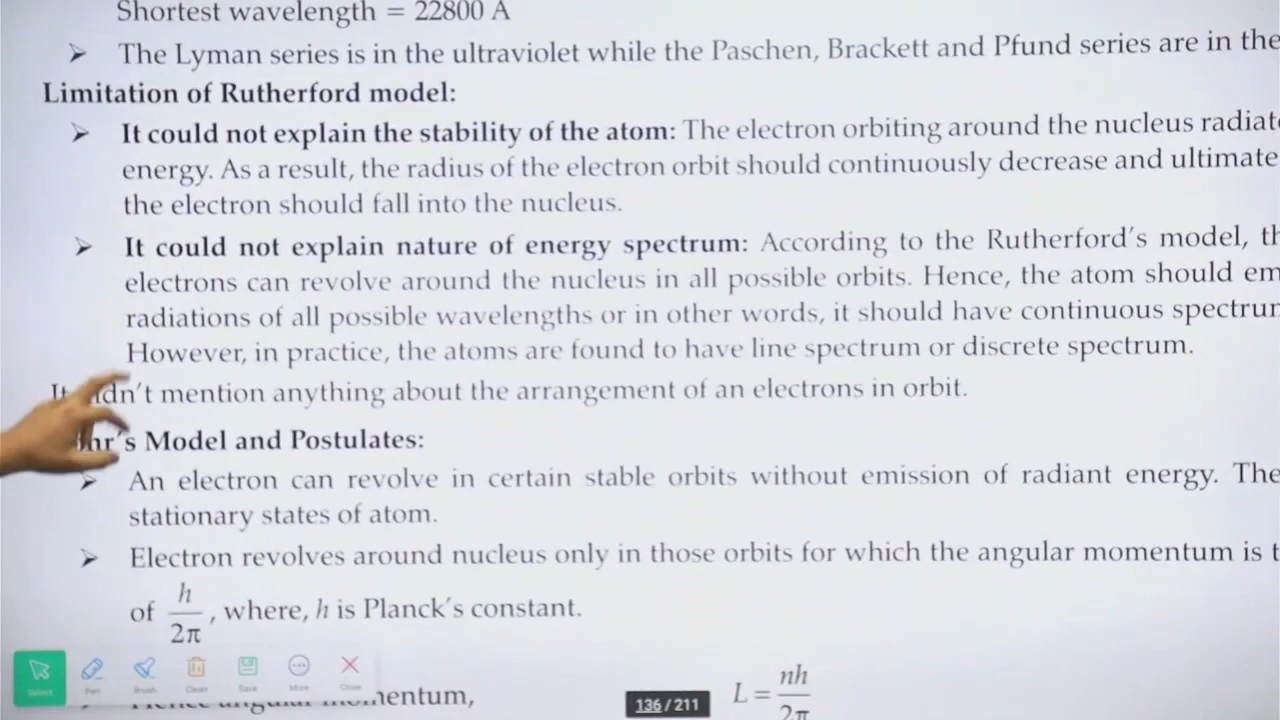 Shortest wavelength = 22800 A
➢ The Lyman series is in the ultraviolet while the Paschen, Brackett and Pfund series are in the
Limitation of Rutherford model:
➢ It could not explain the stability of the atom: The electron orbiting around the nucleus radiat
energy. As a result, the radius of the electron orbit should continuously decrease and ultimate
the electron should fall into the nucleus.
➢ It could not explain nature of energy spectrum: According to the Rutherford's model, th
electrons can revolve around the nucleus in all possible orbits. Hence, the atom should em
radiations of all possible wavelengths or in other words, it should have continuous spectrum
However, in practice, the atoms are found to have line spectrum or discrete spectrum.
mention anything about the arrangement of an electrons in orbit.
Model and Postulates:
➢ An electron can revolve in certain stable orbits without emission of radiant energy. The
stationary states of atom.
➢ Electron revolves around nucleus only in those orbits for which the angular momentum is t
of h/2π, where, h is Planck's constant.
L = nh/2π
Select Pen Brush Clean Save More Close
136 / 211